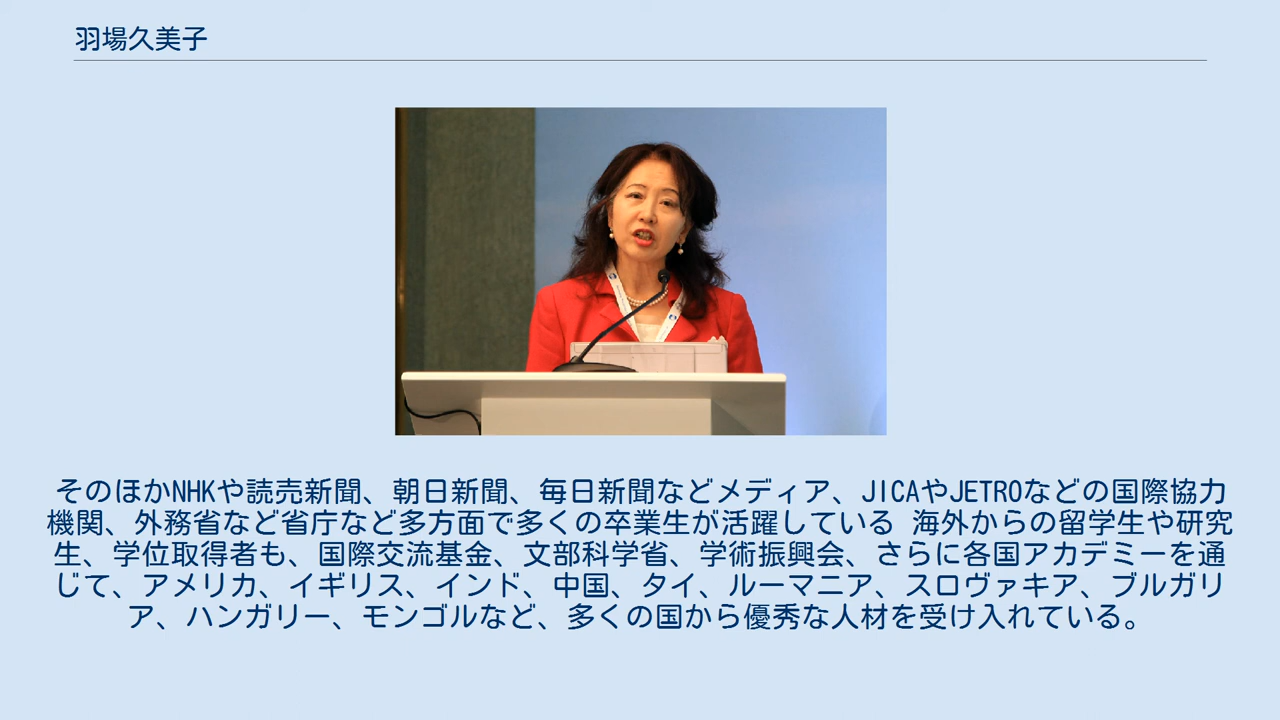 羽場久美子
そのほかNHKや読売新聞、朝日新聞、毎日新聞などメディア、JICAやJETROなどの国際協力
機関、外務省など省庁など多方面で多くの卒業生が活躍している 海外からの留学生や研究
生、学位取得者も、国際交流基金、文部科学省、学術振興会、さらに各国アカデミーを通
じて、アメリカ、イギリス、インド、中国、タイ、ルーマニア、スロヴァキア、ブルガリ
ア、ハンガリー、モンゴルなど、多くの国から優秀な人材を受け入れている。